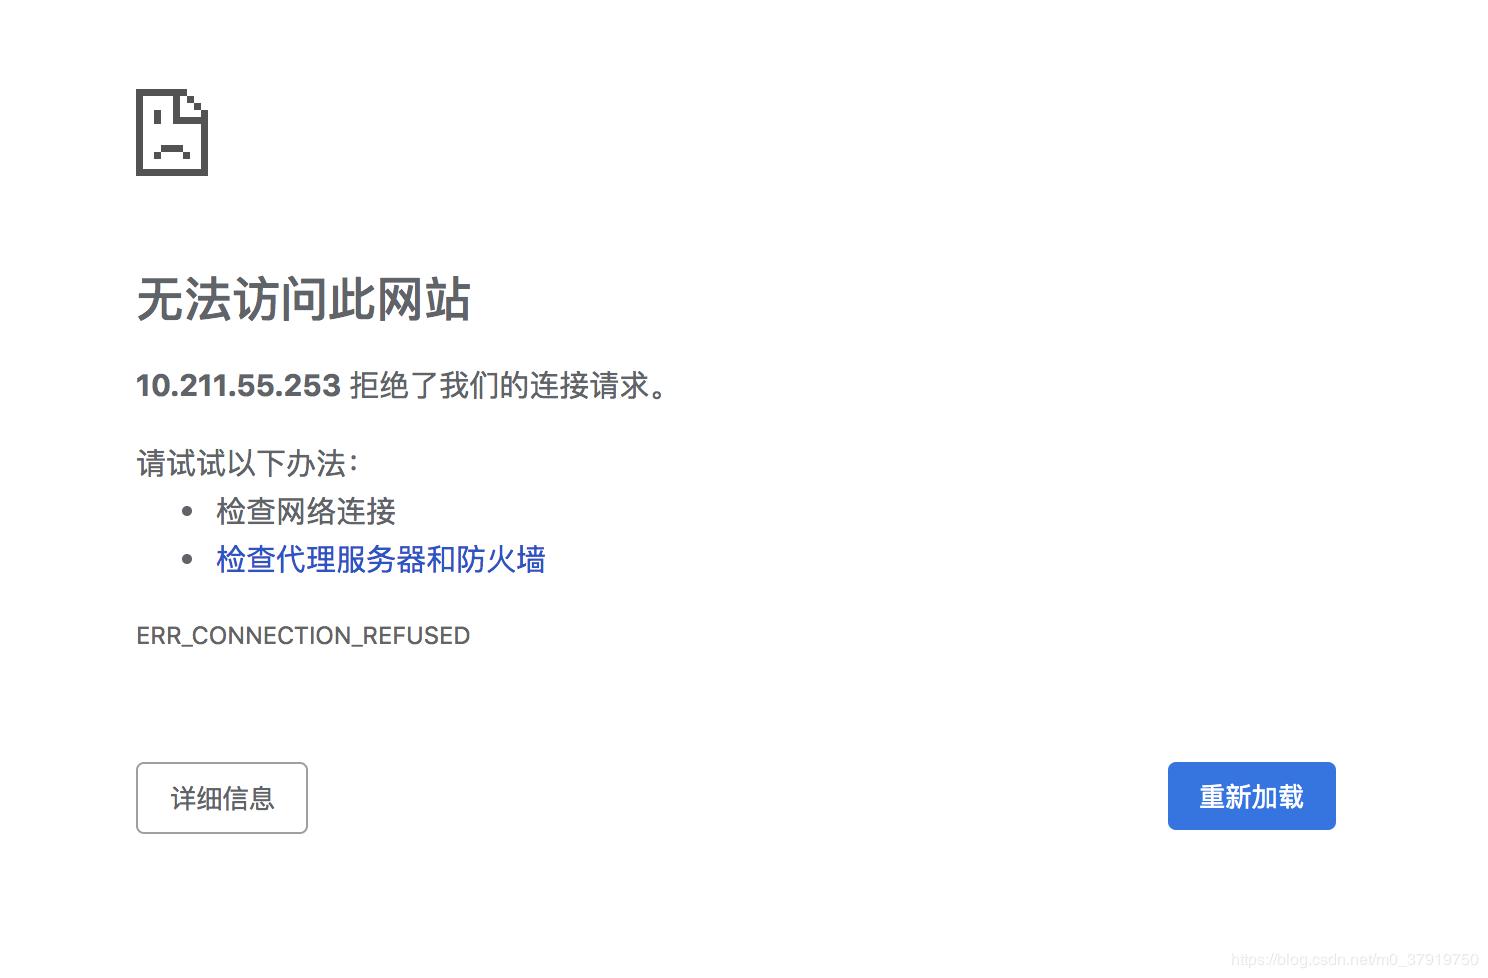 无法访问此网站
10.211.55.253 拒绝了我们的连接请求。
请试试以下办法：
• 检查网络连接
• 检查代理服务器和防火墙
ERR_CONNECTION_REFUSED
详细信息
重新加载
https://blog.csdn.net/m0_37919750